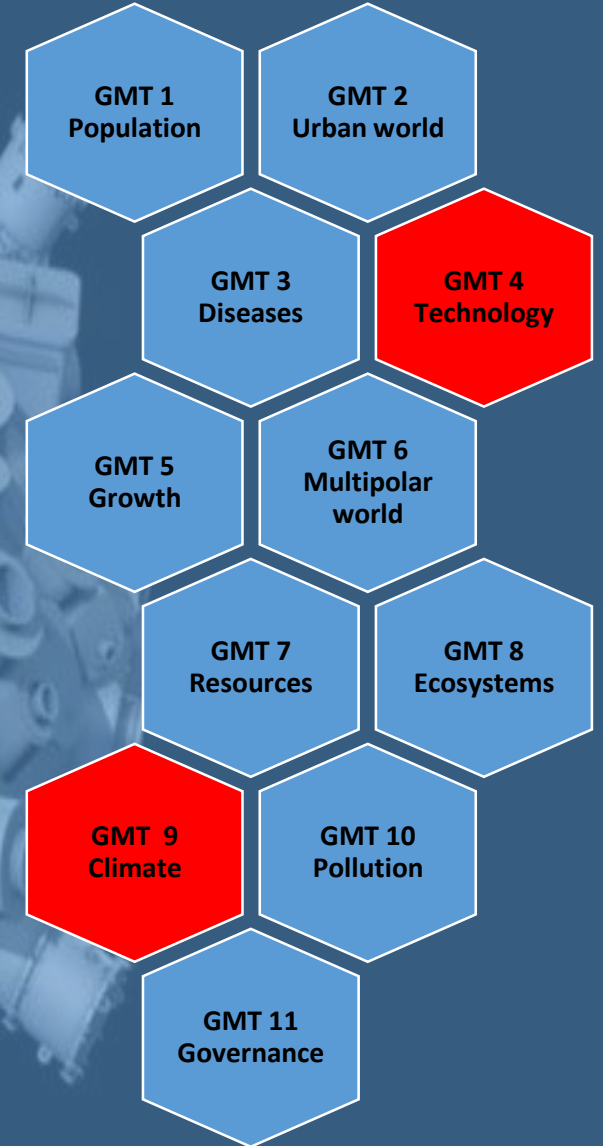 GMT 1
Population
GMT 2
Urban world
GMT 3
Diseases
GMT 4
Technology
GMT 5
Growth
GMT 6
Multipolar
world
GMT 7
Resources
GMT 8
Ecosystems
GMT  9
Climate
GMT 10
Pollution
GMT 11
Governance